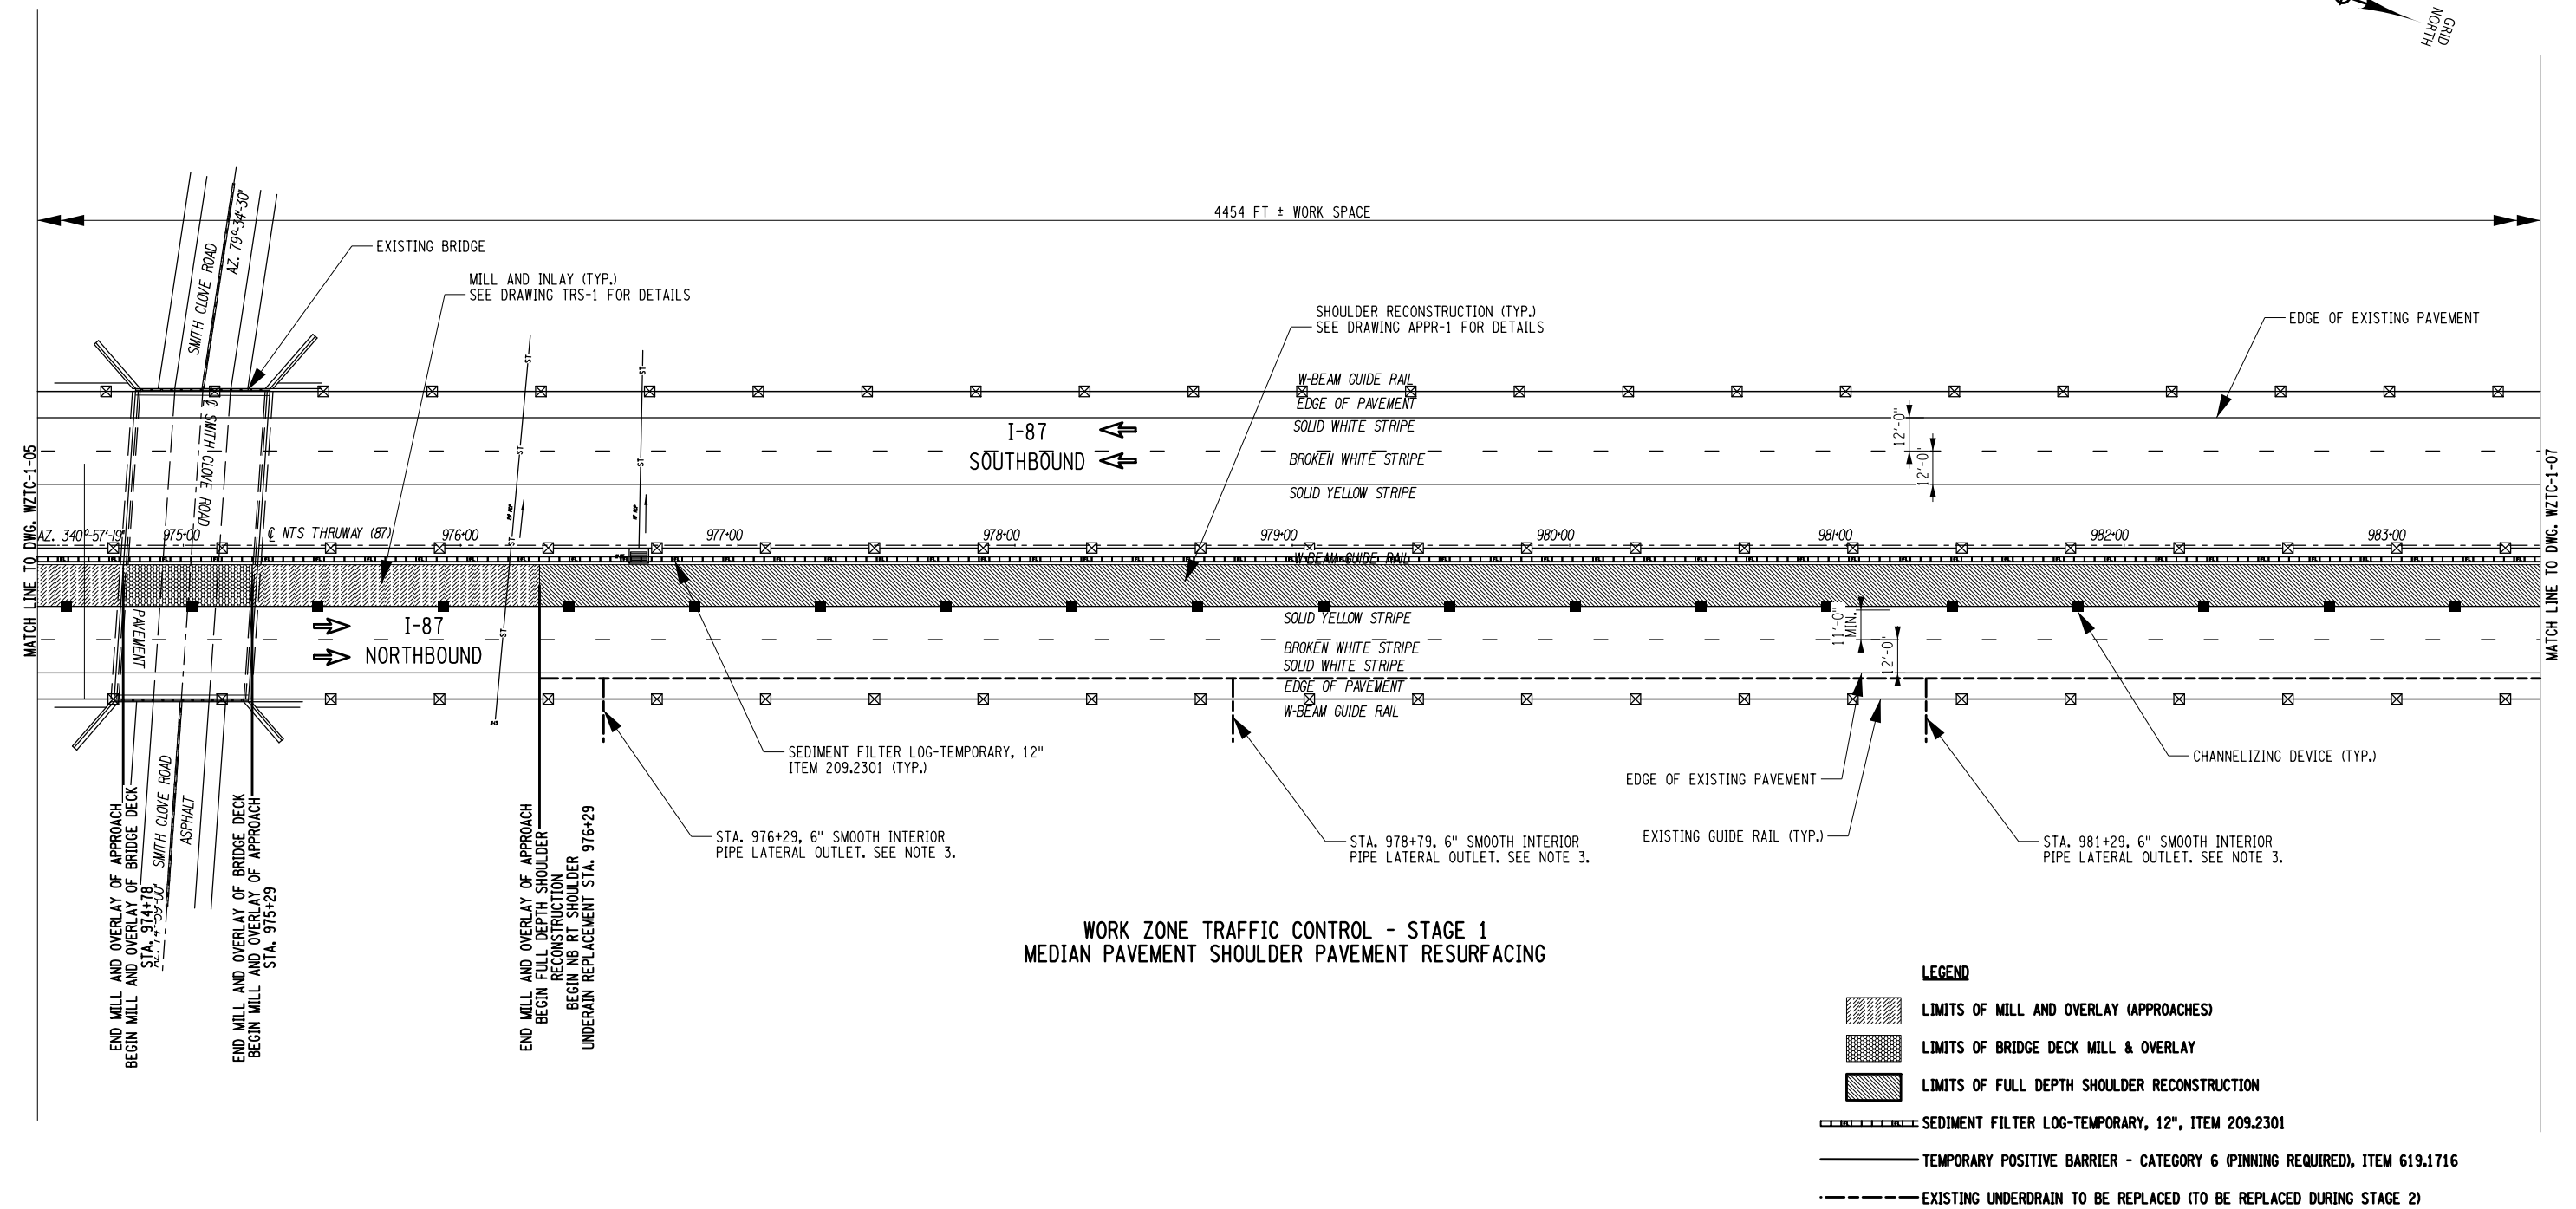 GRID
NORTH
4454 FT ± WORK SPACE
EXISTING BRIDGE
MILL AND INLAY (TYP.)
SEE DRAWING TRS-1 FOR DETAILS
SHOULDER RECONSTRUCTION (TYP.)
SEE DRAWING APPR-1 FOR DETAILS
EDGE OF EXISTING PAVEMENT
SMITH CLOVE ROAD
AZ. 79°-34'-30"
W-BEAM GUIDE RAIL
EDGE OF PAVEMENT
SOLID WHITE STRIPE
BROKEN WHITE STRIPE
SOLID YELLOW STRIPE
I-87
SOUTHBOUND
12'-0"
12'-0"
MATCH LINE TO DWG. WZTC-1-05
MATCH LINE TO DWG. WZTC-1-07
℄ SMITH CLOVE ROAD
ST
ST
ST
ST
ST
ST
AZ. 340°-57'-19"
975+00
℄ NTS THRUWAY (87)
976+00
977+00
978+00
979+00
980+00
981+00
982+00
983+00
W-BEAM GUIDE RAIL
PAVEMENT
I-87
NORTHBOUND
SOLID YELLOW STRIPE
BROKEN WHITE STRIPE
SOLID WHITE STRIPE
EDGE OF PAVEMENT
W-BEAM GUIDE RAIL
11'-0"
MIN.
12'-0"
SEDIMENT FILTER LOG-TEMPORARY, 12"
ITEM 209.2301 (TYP.)
CHANNELIZING DEVICE (TYP.)
EDGE OF EXISTING PAVEMENT
EXISTING GUIDE RAIL (TYP.)
STA. 976+29, 6" SMOOTH INTERIOR
PIPE LATERAL OUTLET. SEE NOTE 3.
STA. 978+79, 6" SMOOTH INTERIOR
PIPE LATERAL OUTLET. SEE NOTE 3.
STA. 981+29, 6" SMOOTH INTERIOR
PIPE LATERAL OUTLET. SEE NOTE 3.
END MILL AND OVERLAY OF APPROACH
BEGIN MILL AND OVERLAY OF BRIDGE DECK
STA. 974+78
SMITH CLOVE ROAD
ASPHALT
END MILL AND OVERLAY OF BRIDGE DECK
BEGIN MILL AND OVERLAY OF APPROACH
STA. 975+29
END MILL AND OVERLAY OF APPROACH
BEGIN FULL DEPTH SHOULDER
RECONSTRUCTION
BEGIN NB RT SHOULDER
UNDERAIN REPLACEMENT STA. 976+29
WORK ZONE TRAFFIC CONTROL - STAGE 1
MEDIAN PAVEMENT SHOULDER PAVEMENT RESURFACING
LEGEND
LIMITS OF MILL AND OVERLAY (APPROACHES)
LIMITS OF BRIDGE DECK MILL & OVERLAY
LIMITS OF FULL DEPTH SHOULDER RECONSTRUCTION
SEDIMENT FILTER LOG-TEMPORARY, 12", ITEM 209.2301
TEMPORARY POSITIVE BARRIER - CATEGORY 6 (PINNING REQUIRED), ITEM 619.1716
EXISTING UNDERDRAIN TO BE REPLACED (TO BE REPLACED DURING STAGE 2)